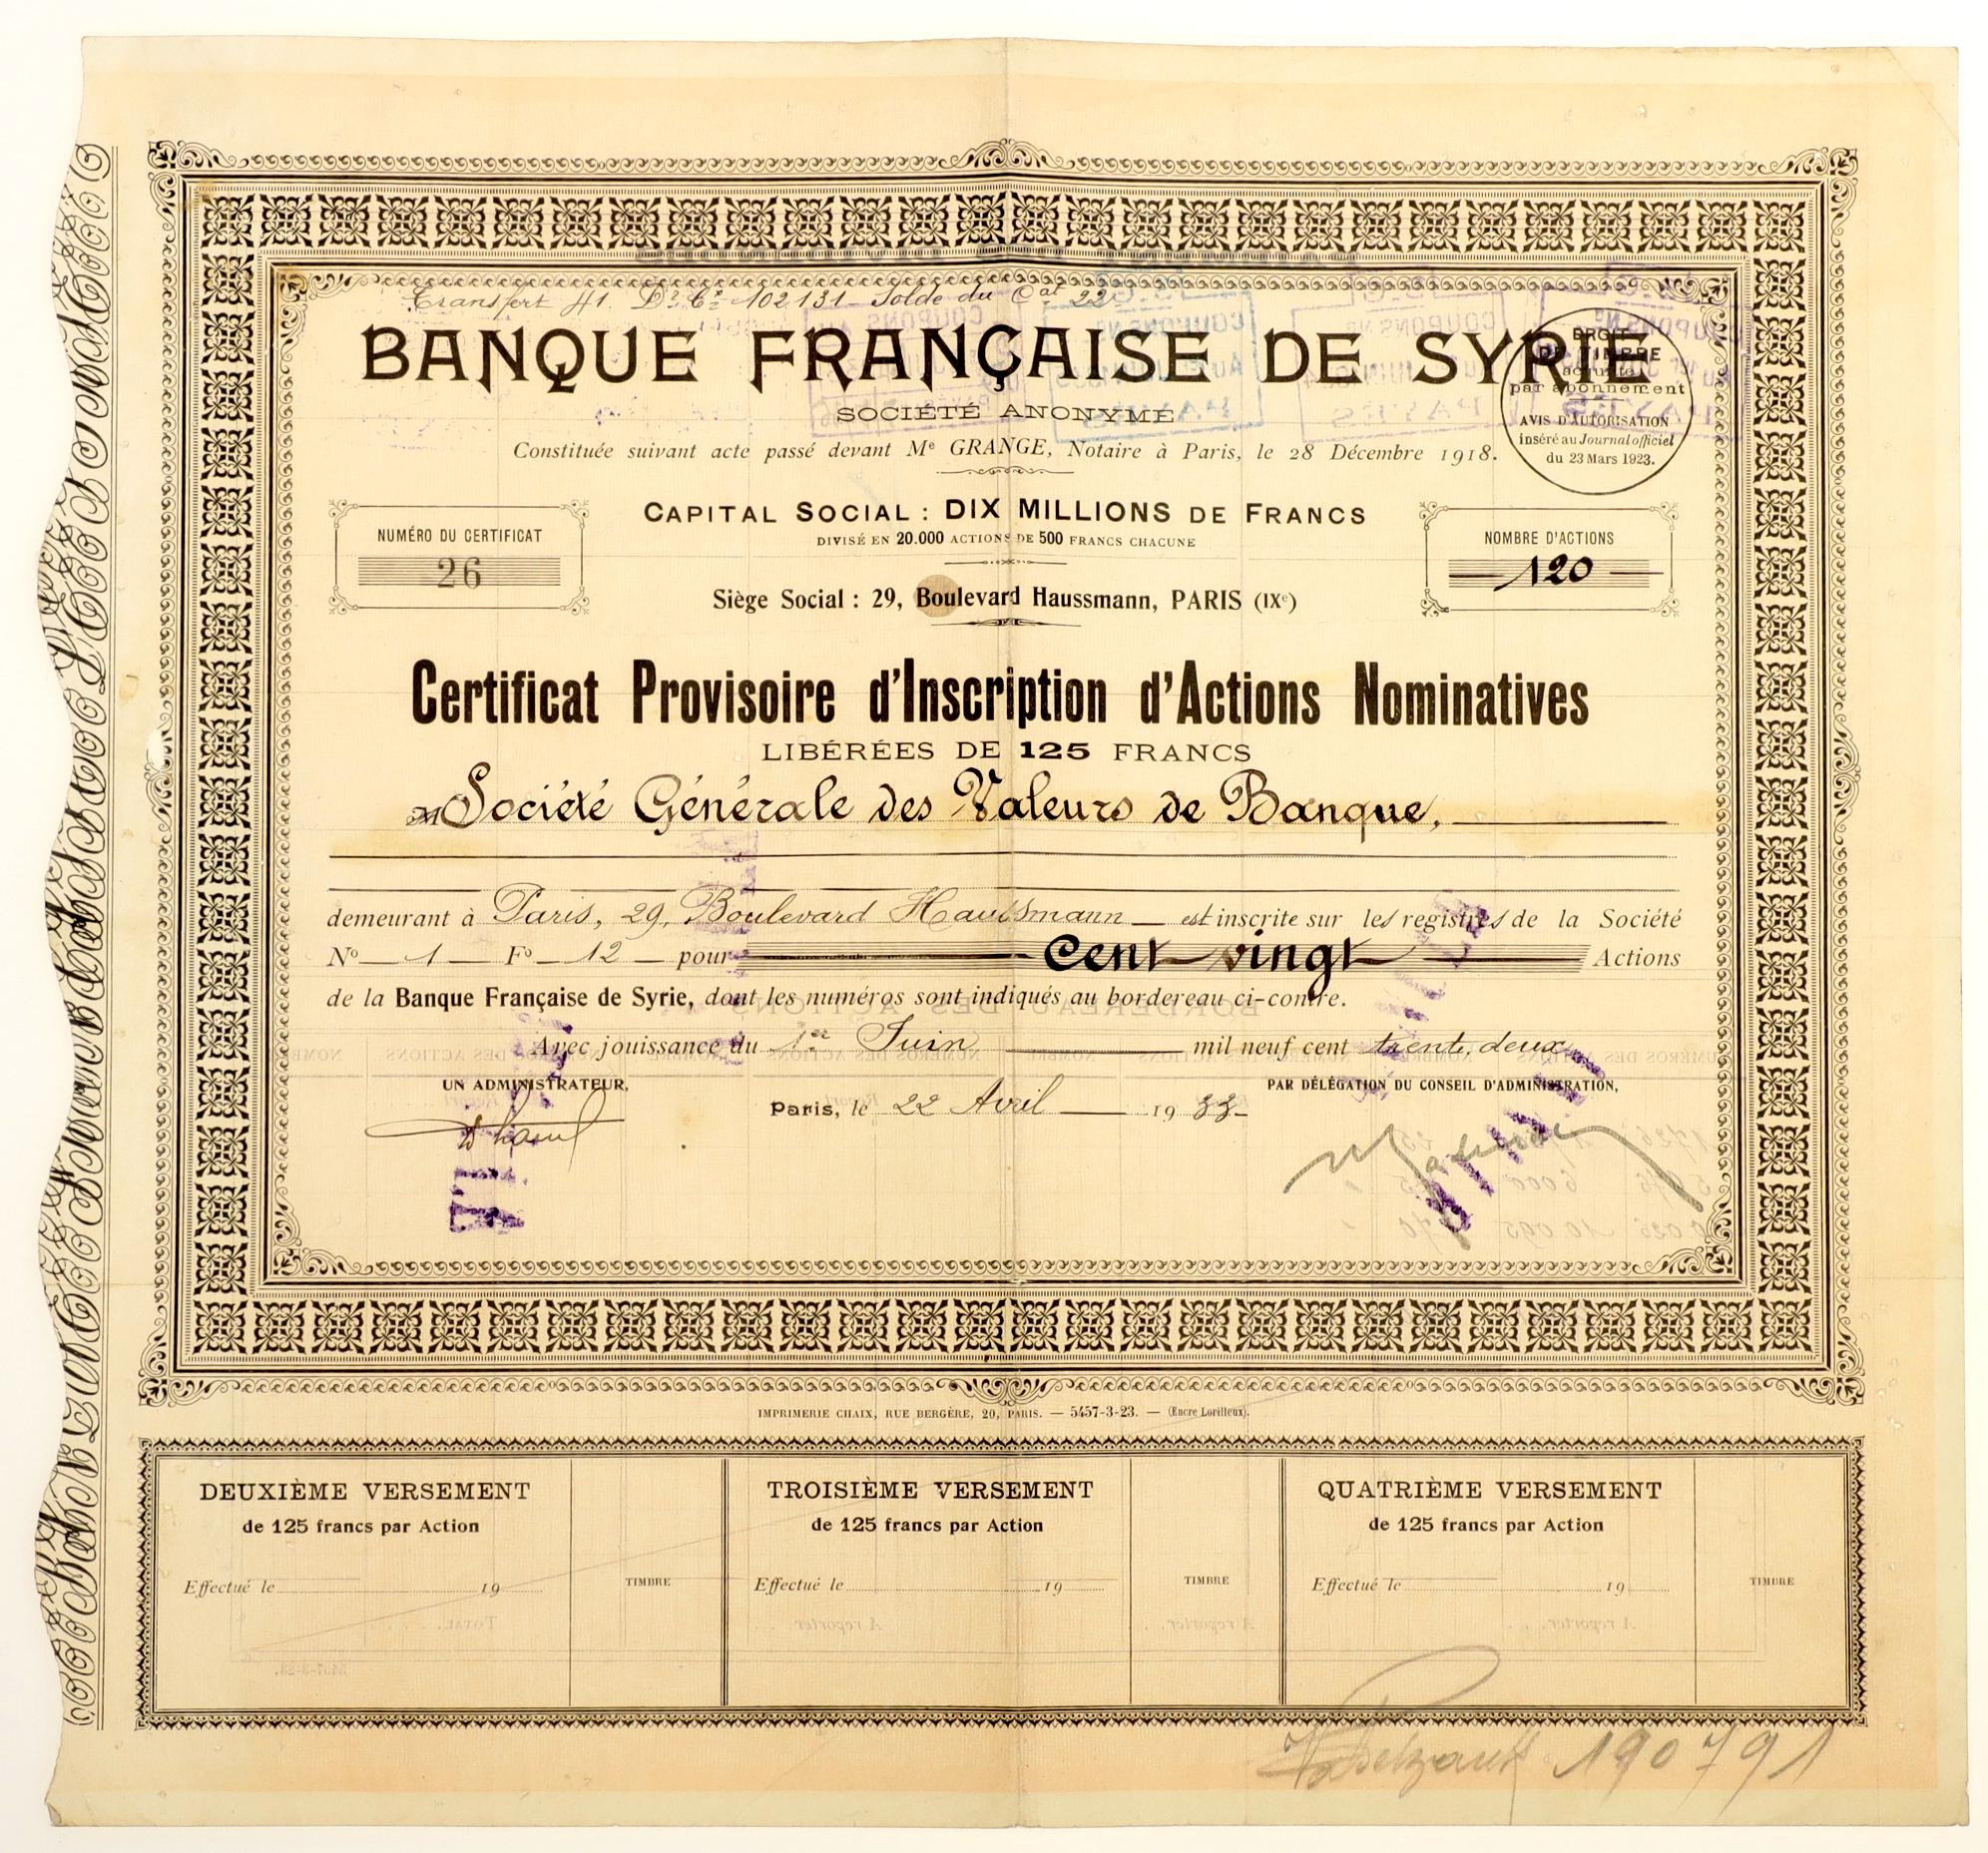 Transfert
102131 Solde du Cat 22
BANQUE FRANÇAISE DE SYRIE
SOCIÉTÉ ANONYME
Constituée suivant acte passé devant Me GRANGE, Notaire à Paris, le 28 Décembre 1918.
DROIT
DE TIMBRE
acquitté
par abonnement
AVIS D'AUTORISATION
inséré au Journal officiel
du 23 Mars 1923.
NUMÉRO DU CERTIFICAT
26
CAPITAL SOCIAL : DIX MILLIONS DE FRANCS
DIVISÉ EN 20.000 ACTIONS DE 500 FRANCS CHACUNE
Siège Social : 29, Boulevard Haussmann, PARIS (IXe)
NOMBRE D'ACTIONS
120
Certificat Provisoire d'Inscription d'Actions Nominatives
LIBÉRÉES DE 125 FRANCS
M Société Générale des Valeurs de Banque,
demeurant à Paris, 29, Boulevard Haussmann est inscrite sur les registres de la Société
No 1 Fo 12 pour cent vingt Actions
de la Banque Française de Syrie, dont les numéros sont indiqués au bordereau ci-contre.
Avec jouissance du 1er Juin mil neuf cent trente deux
UN ADMINISTRATEUR,
Paris, le 22 Avril 1933
PAR DÉLÉGATION DU CONSEIL D'ADMINISTRATION,
IMPRIMERIE CHAIX, RUE BERGÈRE, 20, PARIS. — 5457-3-23. — (Encre Lorilleux).
DEUXIÈME VERSEMENT
de 125 francs par Action
Effectué le 19
TIMBRE
TROISIÈME VERSEMENT
de 125 francs par Action
Effectué le 19
TIMBRE
QUATRIÈME VERSEMENT
de 125 francs par Action
Effectué le 19
TIMBRE
190791